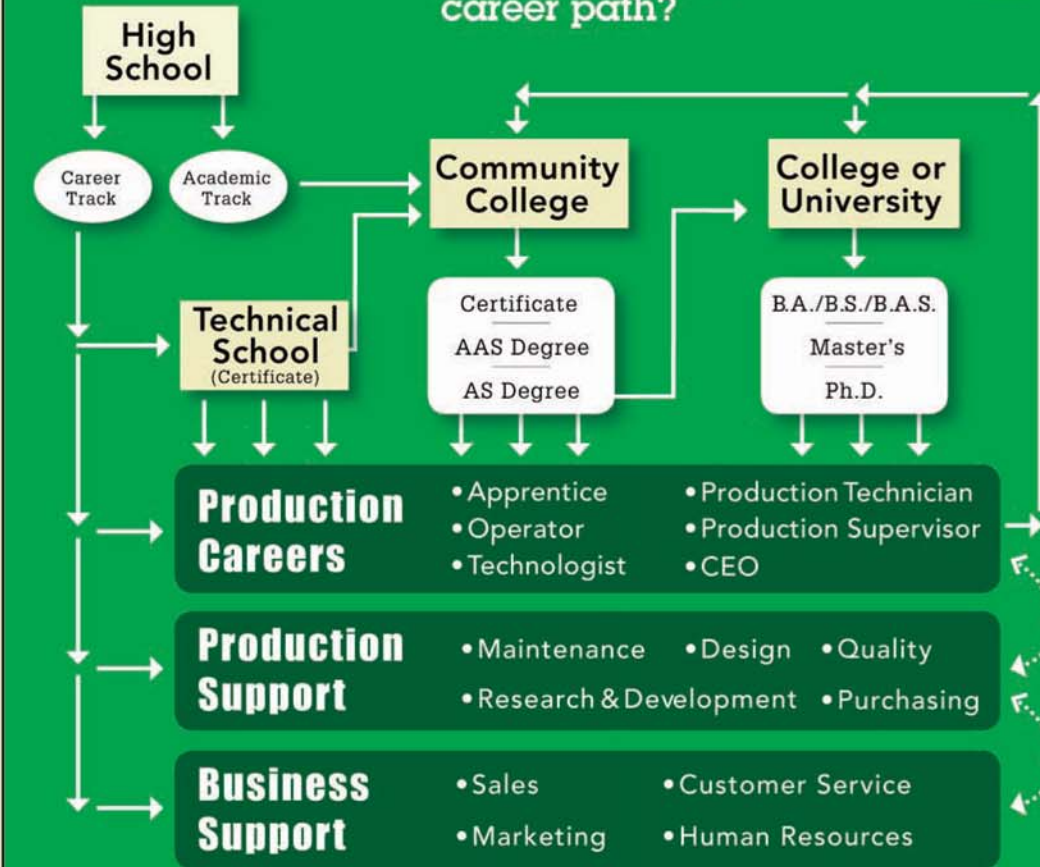 career path?
High
School
Career
Track
Academic
Track
Community
College
College or
University
Technical
School
(Certificate)
Certificate
AAS Degree
AS Degree
B.A./B.S./B.A.S.
Master's
Ph.D.
Production
Careers
• Apprentice
• Operator
• Technologist
• Production Technician
• Production Supervisor
• CEO
Production
Support
• Maintenance • Design • Quality
• Research & Development • Purchasing
Business
Support
• Sales • Customer Service
• Marketing • Human Resources